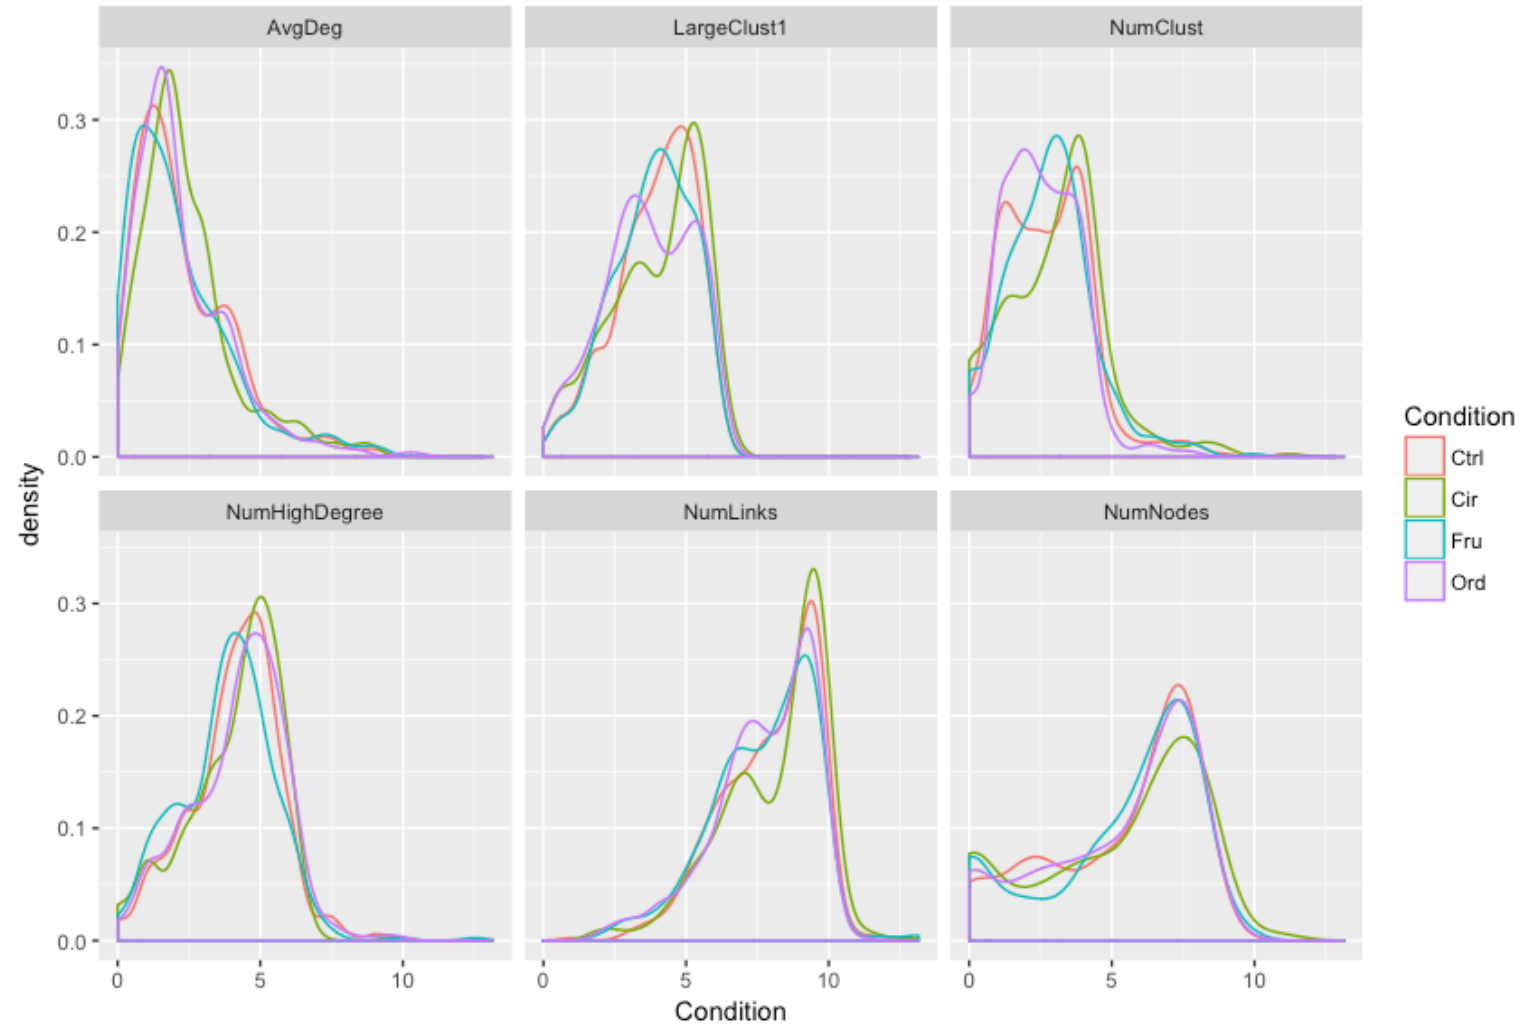 AvgDeg
LargeClust1
NumClust
0.3
0.2
0.1
0.0
NumHighDegree
NumLinks
NumNodes
0.3
0.2
0.1
0.0
0 5 10
0 5 10
0 5 10
density
Condition
Condition
Ctrl
Cir
Fru
Ord